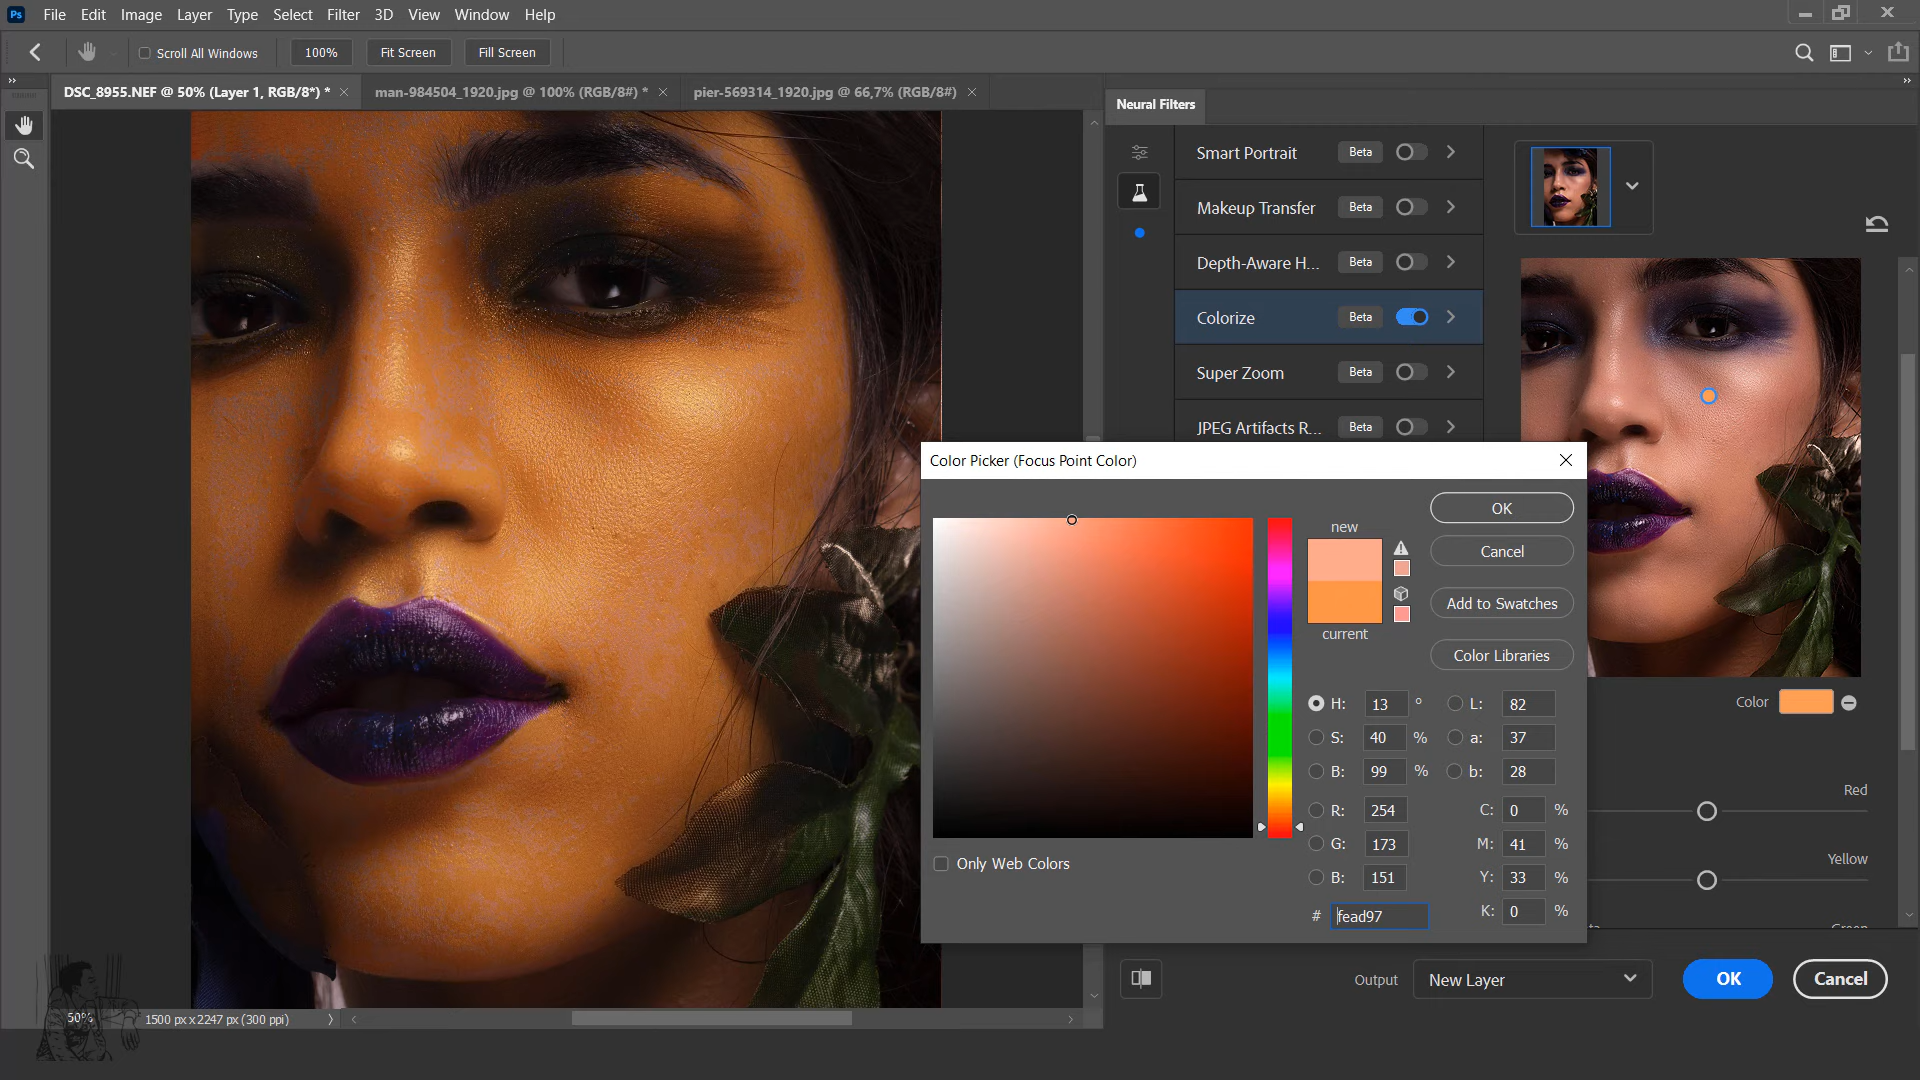 Ps File Edit Image Layer Type Select Filter 3D View Window Help
Scroll All Windows 100% Fit Screen Fill Screen
DSC_8955.NEF @ 50% (Layer 1, RGB/8*) * man-984504_1920.jpg @ 100% (RGB/8#) * pier-569314_1920.jpg @ 66,7% (RGB/8#)
Neural Filters
Smart Portrait Beta
Makeup Transfer Beta
Depth-Aware H... Beta
Colorize Beta
Super Zoom Beta
JPEG Artifacts R... Beta
Color Picker (Focus Point Color)
new
current
OK
Cancel
Add to Swatches
Color Libraries
H: 13 ° L: 82
S: 40 % a: 37
B: 99 % b: 28
R: 254 C: 0 %
G: 173 M: 41 %
B: 151 Y: 33 %
# fead97 K: 0 %
Only Web Colors
Color
Red
Yellow
Green
Output New Layer OK Cancel
50% 1500 px x 2247 px (300 ppi)